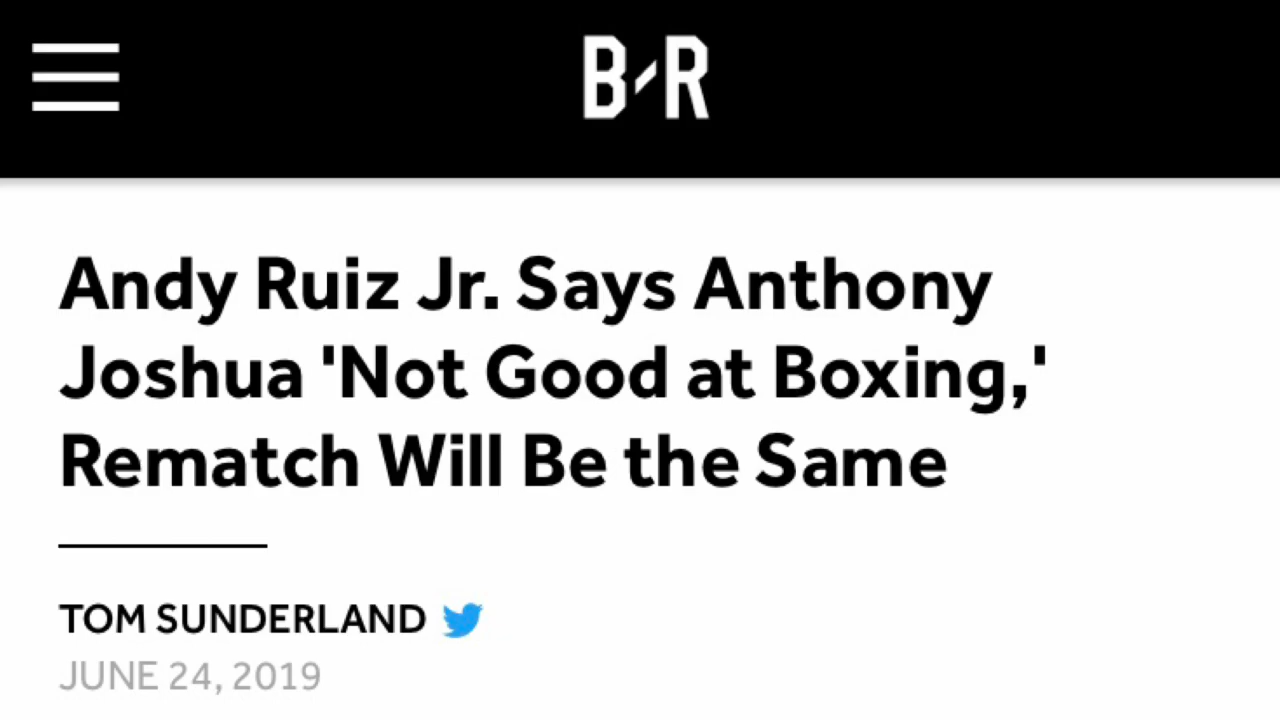 B/R
Andy Ruiz Jr. Says Anthony
Joshua 'Not Good at Boxing,'
Rematch Will Be the Same
TOM SUNDERLAND
JUNE 24, 2019